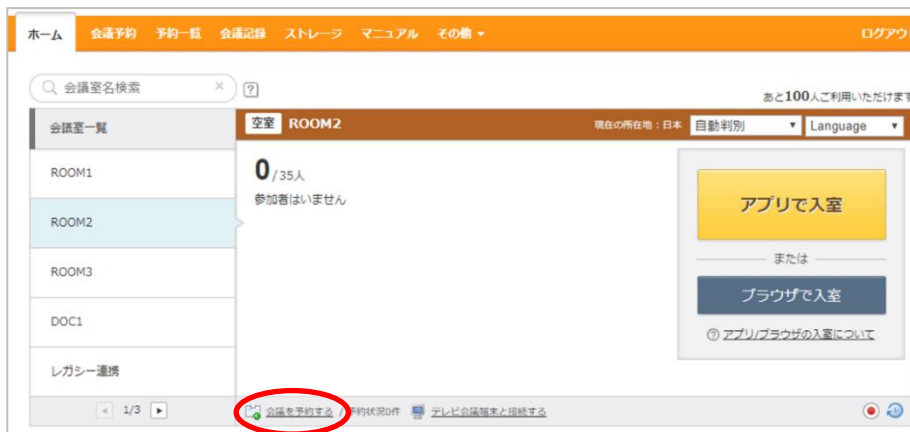 ホーム 会議予約 予約一覧 会議記録 ストレージ マニュアル その他 ▾ ログアウ
会議室名検索 × ?
あと100人ご利用いただけます
会議室一覧
空室 ROOM2 現在の所在地:日本 自動判別 ▼ Language ▼
ROOM1
0/35人
参加者はいません
アプリで入室
ROOM2
または
ROOM3
ブラウザで入室
DOC1
? アプリ/ブラウザの入室について
レガシー連携
1/3
会議を予約する / 予約状況0件 テレビ会議端末と接続する